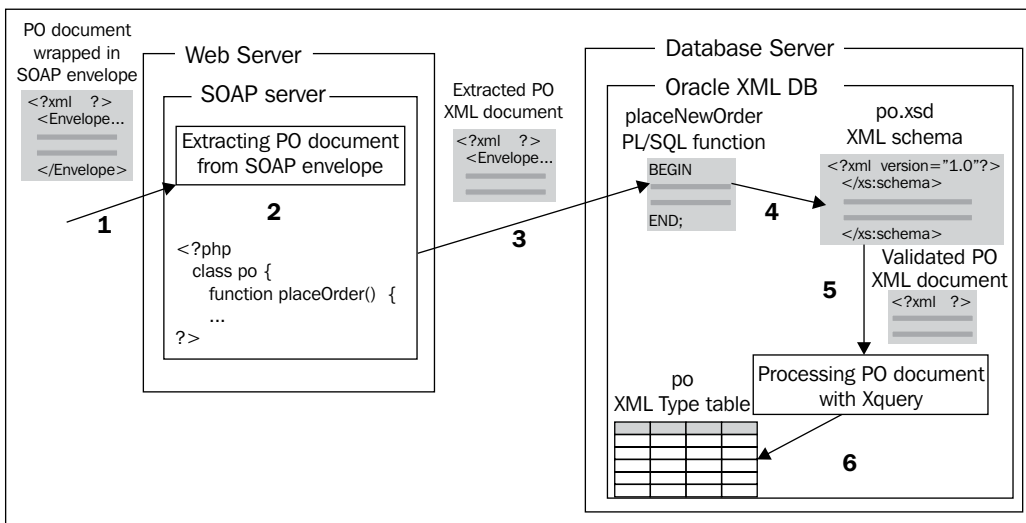 PO document
wrapped in
SOAP envelope
<?xml ?>
<Envelope...
</Envelope>
1
Web Server
SOAP server
Extracting PO document
from SOAP envelope
2
<?php
class po {
function placeOrder() {
...
?>
Extracted PO
XML document
<?xml ?>
<Envelope...
3
Database Server
Oracle XML DB
placeNewOrder
PL/SQL function
BEGIN
END;
4
po.xsd
XML schema
<?xml version="1.0"?>
</xs:schema>
</xs:schema>
5
Validated PO
XML document
<?xml ?>
Processing PO document
with Xquery
6
po
XML Type table